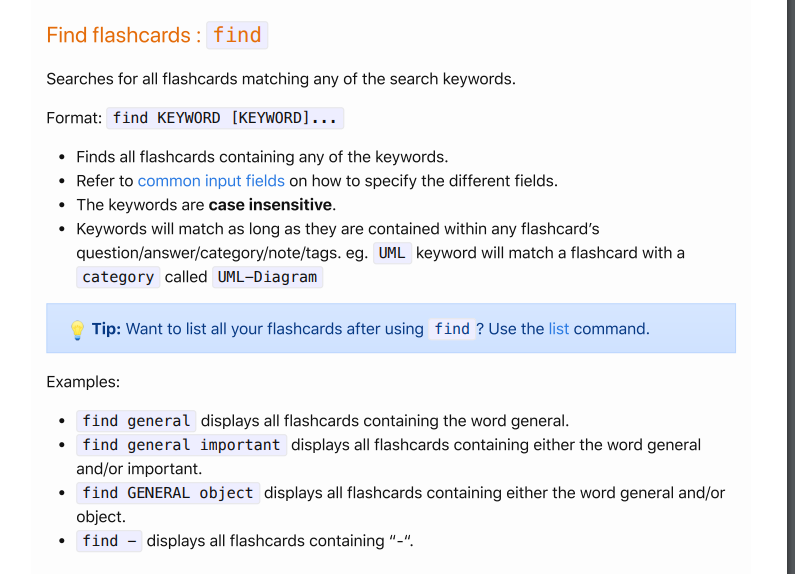 Find flashcards : find
Searches for all flashcards matching any of the search keywords.
Format: find KEYWORD [KEYWORD]...
• Finds all flashcards containing any of the keywords.
• Refer to common input fields on how to specify the different fields.
• The keywords are case insensitive.
• Keywords will match as long as they are contained within any flashcard’s
question/answer/category/note/tags. eg. UML keyword will match a flashcard with a
category called UML-Diagram
💡 Tip: Want to list all your flashcards after using find ? Use the list command.
Examples:
• find general displays all flashcards containing the word general.
• find general important displays all flashcards containing either the word general
and/or important.
• find GENERAL object displays all flashcards containing either the word general and/or
object.
• find - displays all flashcards containing “-“.